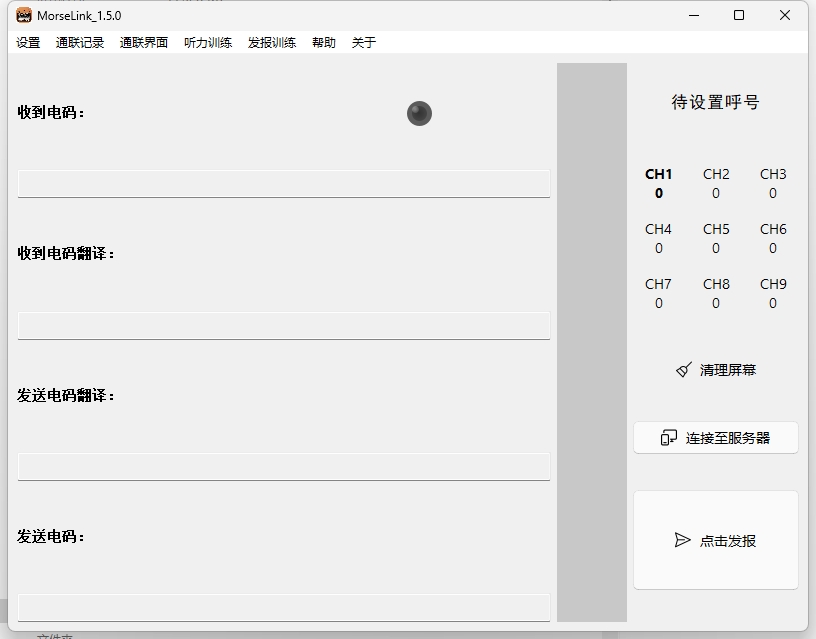 MorseLink_1.5.0
设置 通联记录 通联界面 听力训练 发报训练 帮助 关于
收到电码：
待设置呼号
CH1 CH2 CH3
0 0 0
收到电码翻译：
CH4 CH5 CH6
0 0 0
CH7 CH8 CH9
0 0 0
清理屏幕
发送电码翻译：
连接至服务器
发送电码：
点击发报